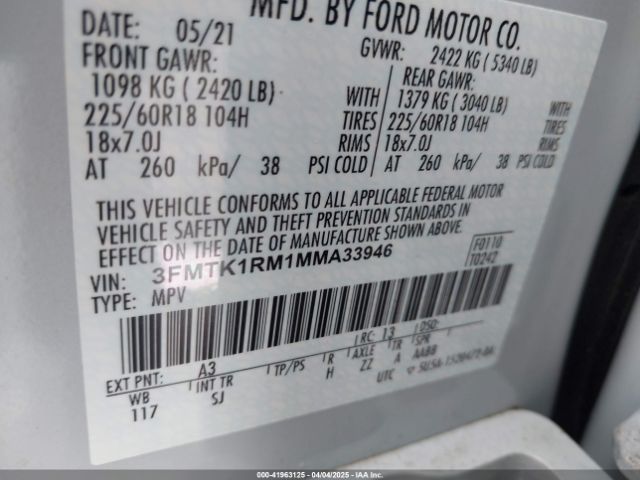 MFD. BY FORD MOTOR CO.
DATE: 05/21 GVWR: 2422 KG ( 5340 LB)
FRONT GAWR: REAR GAWR:
1098 KG ( 2420 LB) WITH 1379 KG ( 3040 LB) WITH
225/60R18 104H TIRES 225/60R18 104H TIRES
18x7.0J RIMS 18x7.0J RIMS
AT 260 kPa/ 38 PSI COLD AT 260 kPa/ 38 PSI COLD
THIS VEHICLE CONFORMS TO ALL APPLICABLE FEDERAL MOTOR
VEHICLE SAFETY AND THEFT PREVENTION STANDARDS IN
EFFECT ON THE DATE OF MANUFACTURE SHOWN ABOVE.
VIN: 3FMTK1RM1MMA33946 F0110
TYPE: MPV T0242
EXT PNT: A3 RC: 13 DSO:
WB INT TR TP/PS R AXLE TR
117 SJ H ZZ A AABB
UTC
00-41963125 - 04/04/2025 - IAAI.COM